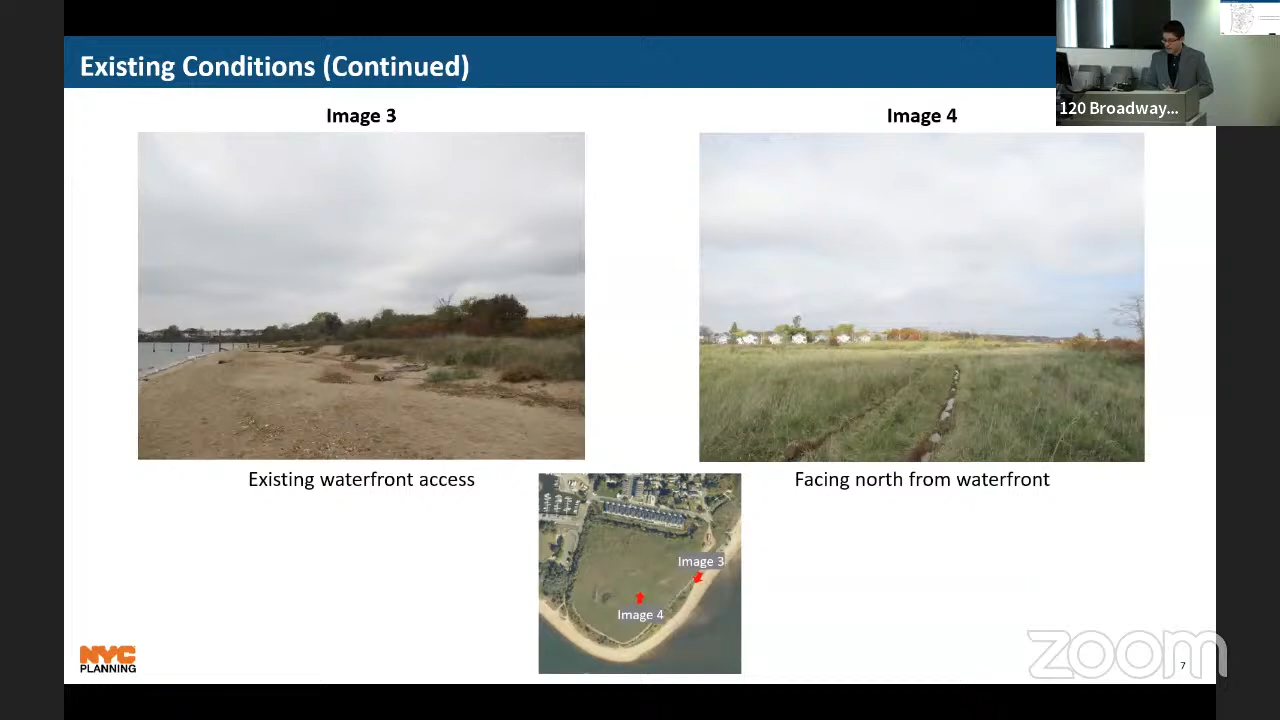 Existing Conditions (Continued)
120 Broadway...
Image 3
Image 4
Existing waterfront access
Facing north from waterfront
Image 3
Image 4
NYC
PLANNING
zoom
7